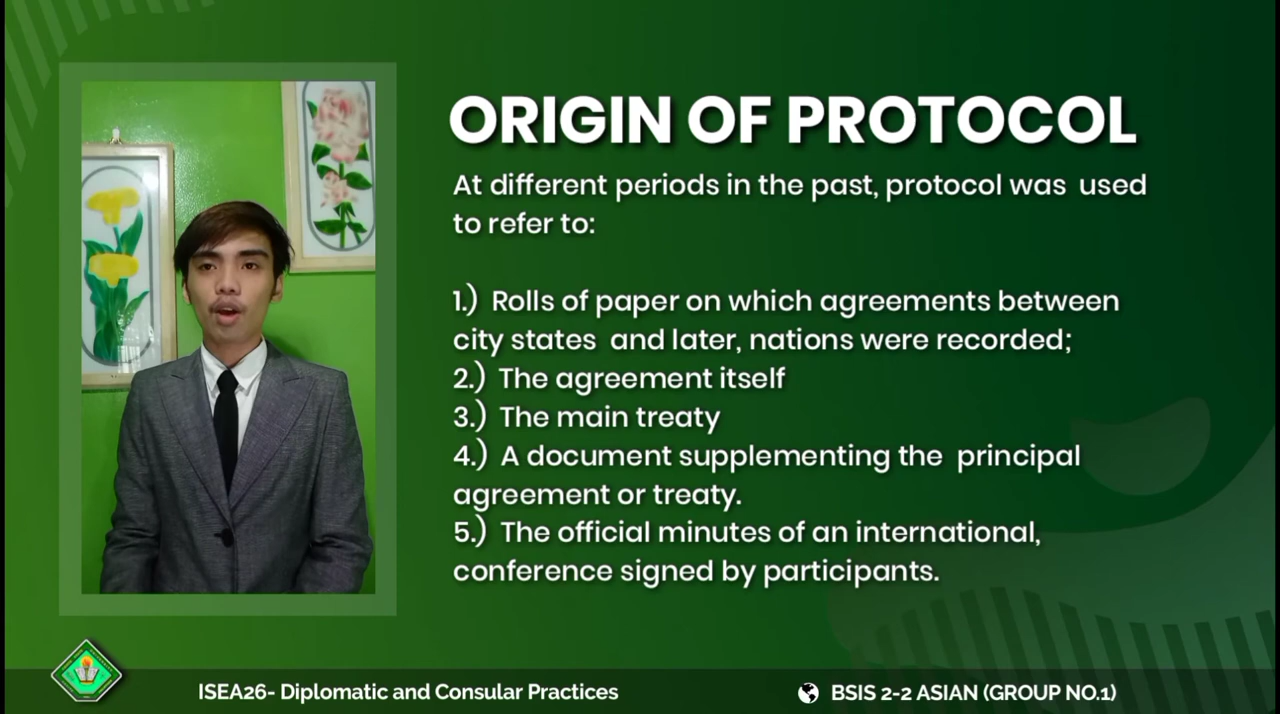 ORIGIN OF PROTOCOL
At different periods in the past, protocol was used
to refer to:
1.) Rolls of paper on which agreements between
city states and later, nations were recorded;
2.) The agreement itself
3.) The main treaty
4.) A document supplementing the principal
agreement or treaty.
5.) The official minutes of an international,
conference signed by participants.
ISEA26- Diplomatic and Consular Practices
BSIS 2-2 ASIAN (GROUP NO.1)